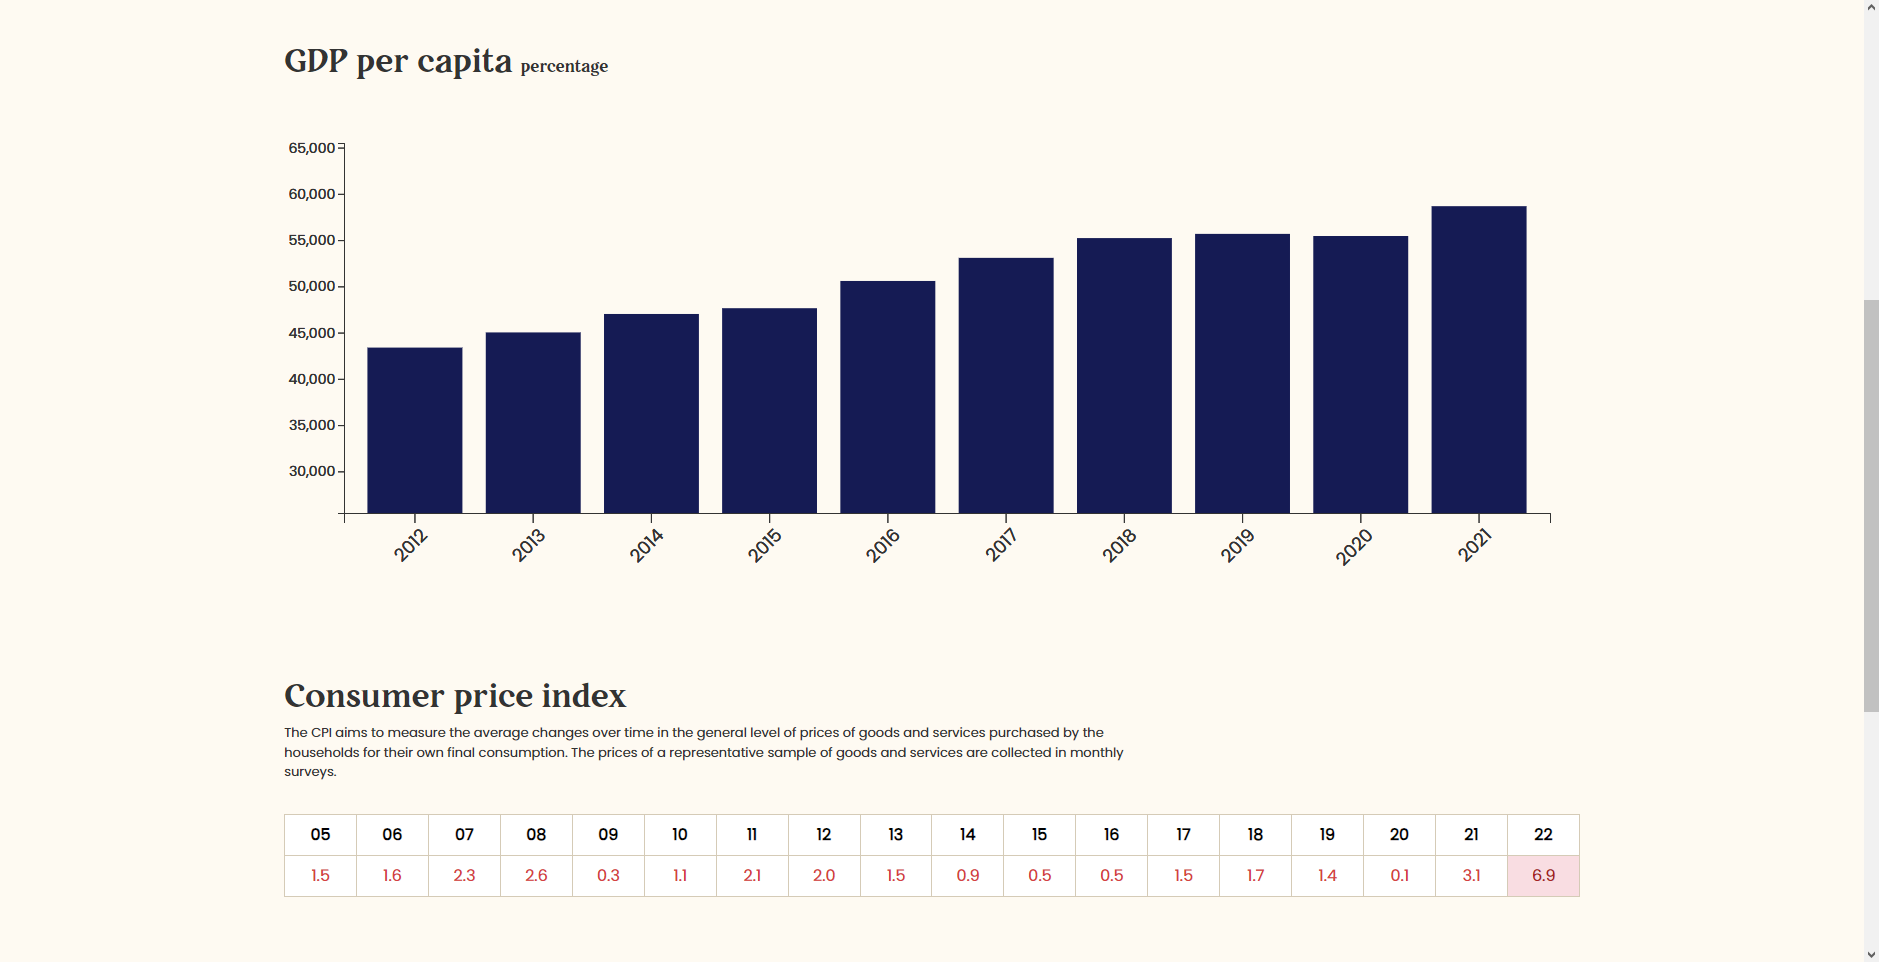 GDP per capita percentage
65,000
60,000
55,000
50,000
45,000
40,000
35,000
30,000
2012 2013 2014 2015 2016 2017 2018 2019 2020 2021
Consumer price index
The CPI aims to measure the average changes over time in the general level of prices of goods and services purchased by the
households for their own final consumption. The prices of a representative sample of goods and services are collected in monthly
surveys.
05 06 07 08 09 10 11 12 13 14 15 16 17 18 19 20 21 22
1.5 1.6 2.3 2.6 0.3 1.1 2.1 2.0 1.5 0.9 0.5 0.5 1.5 1.7 1.4 0.1 3.1 6.9